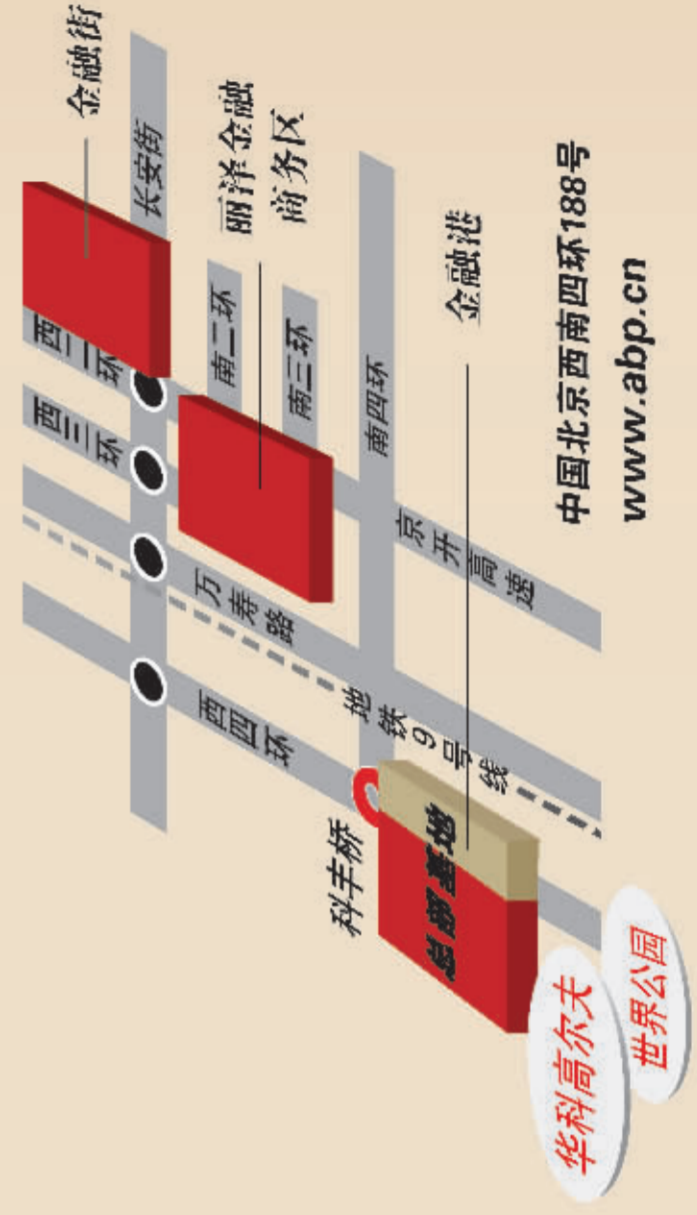 金融街
长安街
西二环
西三环
丽泽金融
商务区
南二环
南三环
南四环
万寿路
西四环
京开高速
地铁9号线
科丰桥
总部基地
金融港
华科高尔夫
世界公园
中国北京西南四环188号
www.abp.cn